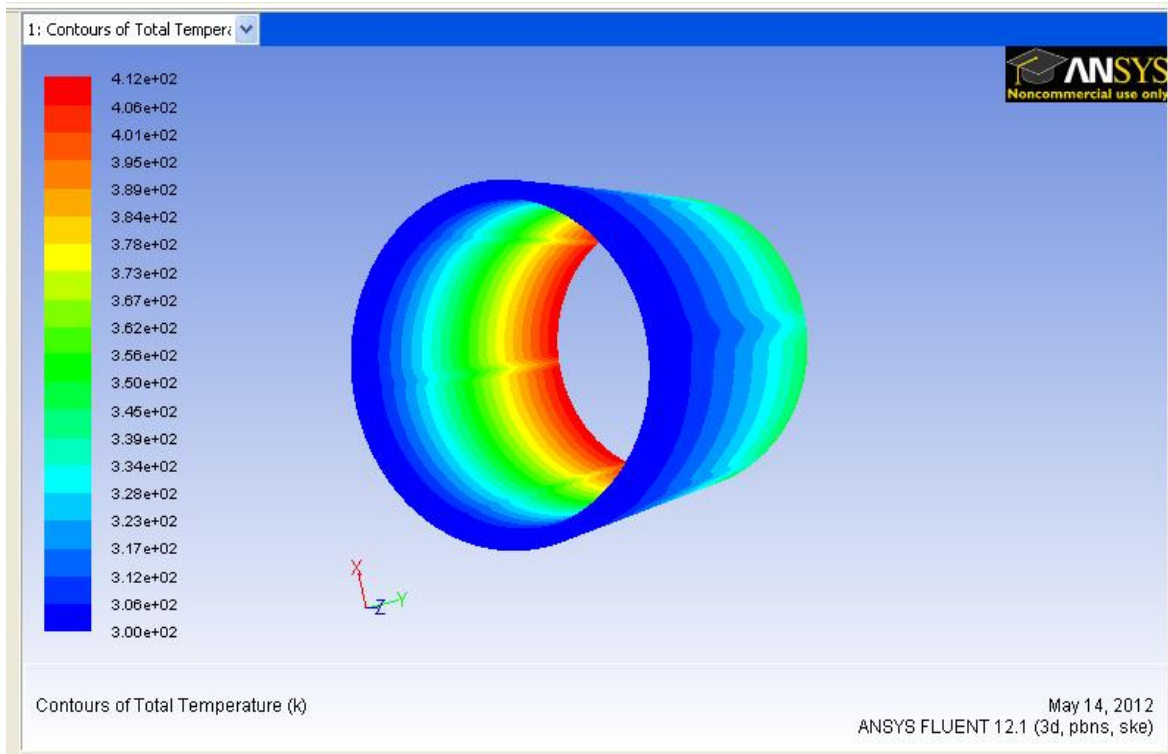 1: Contours of Total Tempera
ANSYS
Noncommercial use only
4.12e+02
4.06e+02
4.01e+02
3.95e+02
3.89e+02
3.84e+02
3.78e+02
3.73e+02
3.67e+02
3.62e+02
3.56e+02
3.50e+02
3.45e+02
3.39e+02
3.34e+02
3.28e+02
3.23e+02
3.17e+02
3.12e+02
3.06e+02
3.00e+02
X
Y
Z
Contours of Total Temperature (k)
May 14, 2012
ANSYS FLUENT 12.1 (3d, pbns, ske)